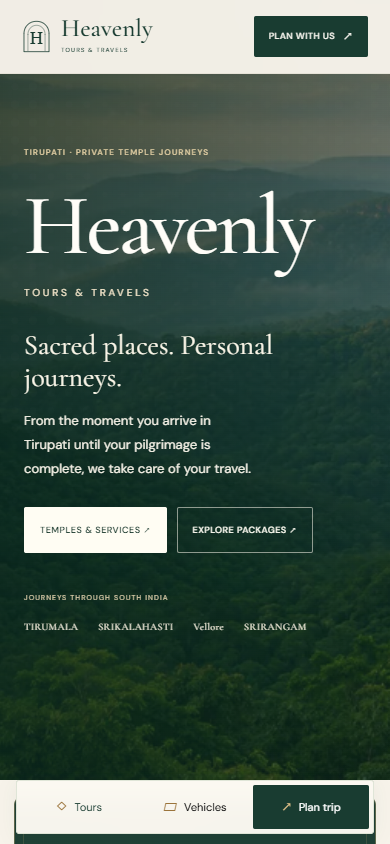 H
Heavenly
TOURS & TRAVELS
PLAN WITH US ↗
TIRUPATI · PRIVATE TEMPLE JOURNEYS
Heavenly
TOURS & TRAVELS
Sacred places. Personal
journeys.
From the moment you arrive in
Tirupati until your pilgrimage is
complete, we take care of your travel.
TEMPLES & SERVICES ↗
EXPLORE PACKAGES ↗
JOURNEYS THROUGH SOUTH INDIA
TIRUMALA SRIKALAHASTI Vellore SRIRANGAM
Tours Vehicles ↗ Plan trip